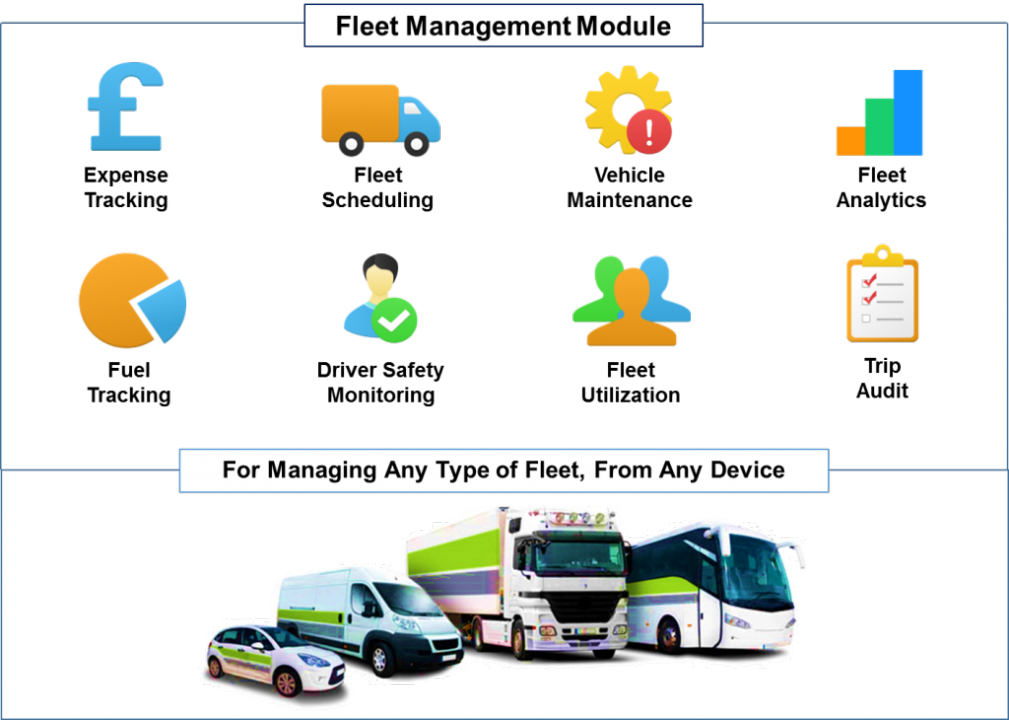 Fleet Management Module
Expense
Tracking
Fleet
Scheduling
Vehicle
Maintenance
Fleet
Analytics
Fuel
Tracking
Driver Safety
Monitoring
Fleet
Utilization
Trip
Audit
For Managing Any Type of Fleet, From Any Device